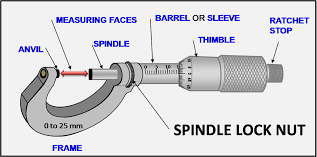 MEASURING FACES
BARREL OR SLEEVE
RATCHET
STOP
ANVIL
SPINDLE
THIMBLE
0 to 25 mm
SPINDLE LOCK NUT
FRAME